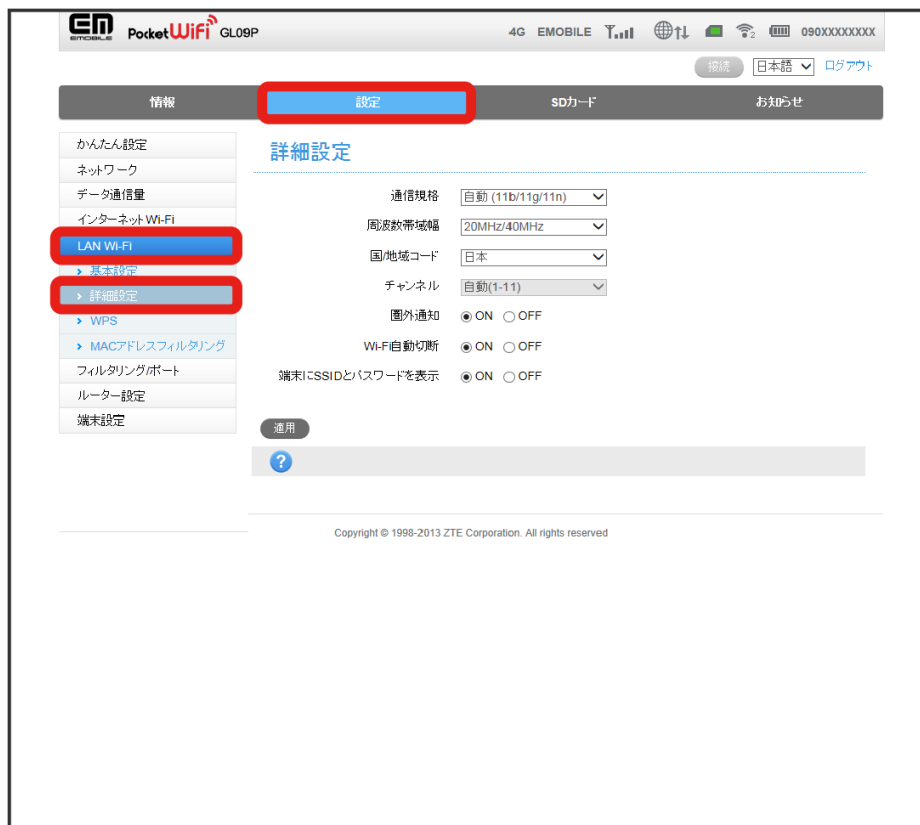 EM
EMOBILE
PocketWiFi GL09P
4G EMOBILE 2 090XXXXXXXX
接続 日本語 ログアウト
情報 設定 SDカード お知らせ
かんたん設定
ネットワーク
データ通信量
インターネット Wi-Fi
LAN Wi-Fi
基本設定
詳細設定
WPS
MACアドレスフィルタリング
フィルタリング/ポート
ルーター設定
端末設定
詳細設定
通信規格 自動 (11b/11g/11n)
周波数帯域幅 20MHz/40MHz
国/地域コード 日本
チャンネル 自動(1-11)
圏外通知 ON OFF
Wi-Fi自動切断 ON OFF
端末にSSIDとパスワードを表示 ON OFF
適用
?
Copyright © 1998-2013 ZTE Corporation. All rights reserved